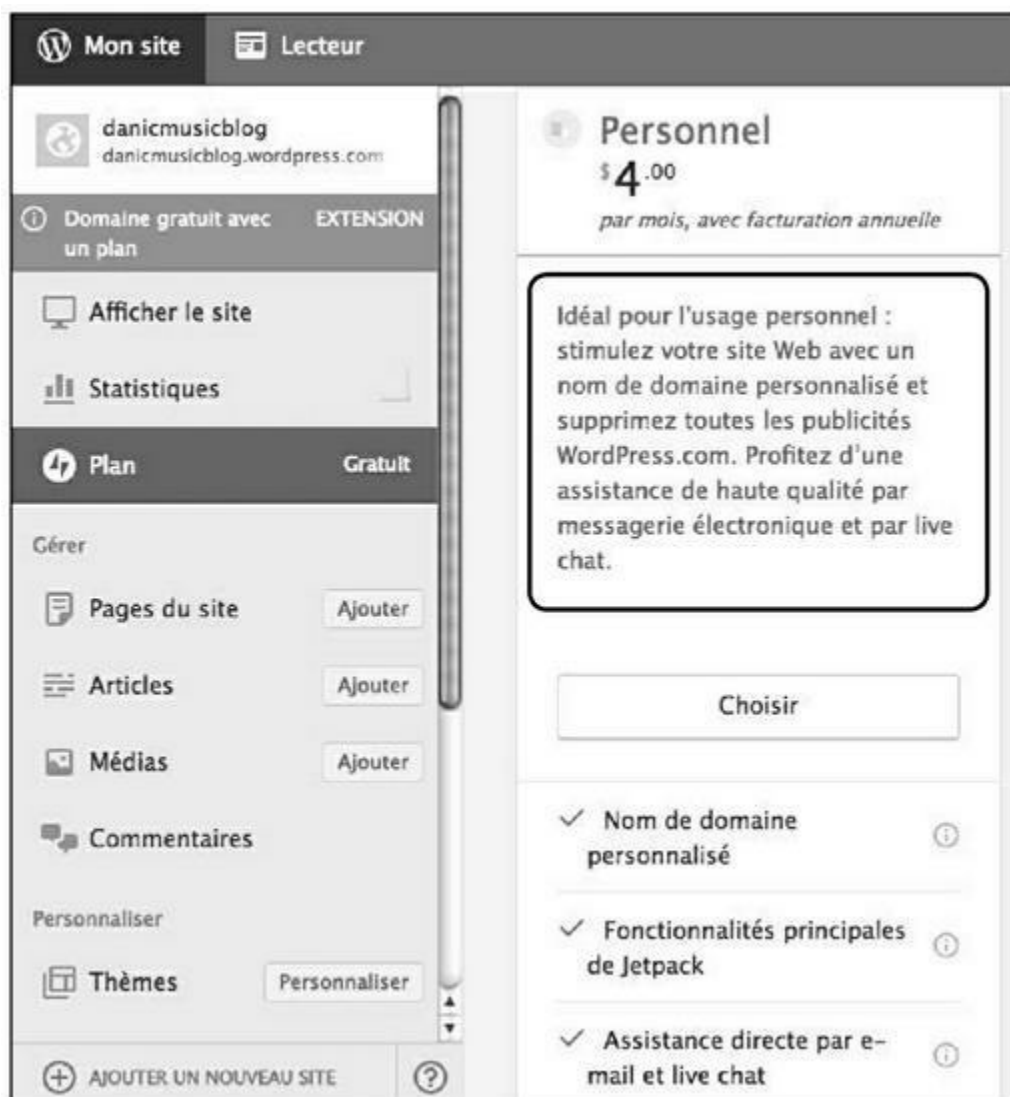 Mon site
Lecteur
danicmusicblog
danicmusicblog.wordpress.com
Domaine gratuit avec
un plan
EXTENSION
Afficher le site
Statistiques
Plan
Gratuit
Gérer
Pages du site
Ajouter
Articles
Ajouter
Médias
Ajouter
Commentaires
Personnaliser
Thèmes
Personnaliser
AJOUTER UN NOUVEAU SITE
Personnel
$4.00
par mois, avec facturation annuelle
Idéal pour l'usage personnel :
stimulez votre site Web avec un
nom de domaine personnalisé et
supprimez toutes les publicités
WordPress.com. Profitez d'une
assistance de haute qualité par
messagerie électronique et par live
chat.
Choisir
Nom de domaine
personnalisé
Fonctionnalités principales
de Jetpack
Assistance directe par e-
mail et live chat